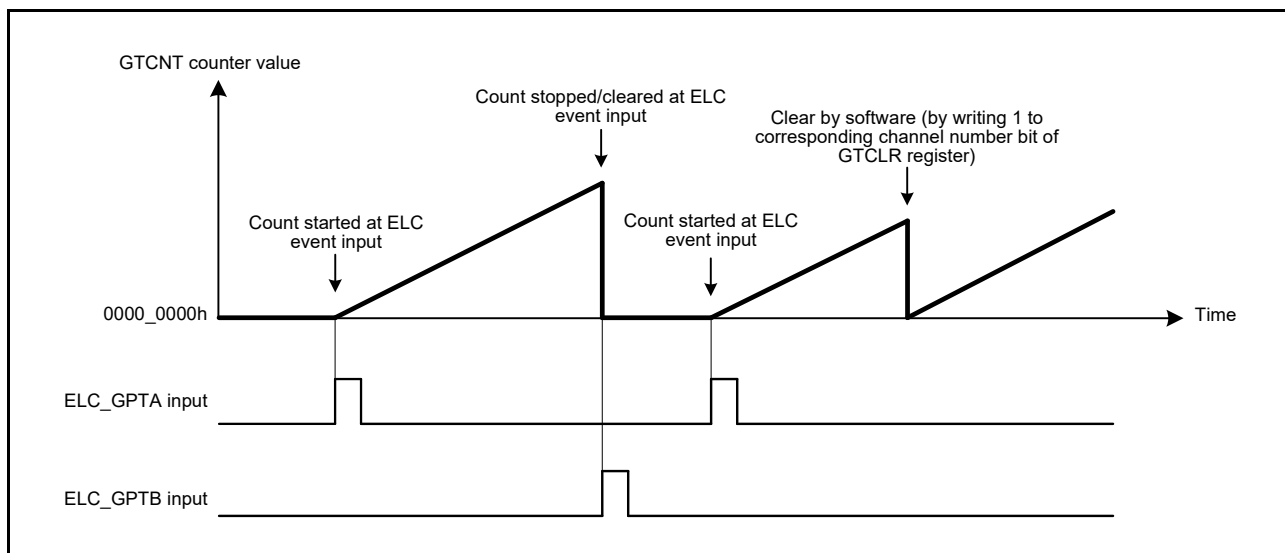 GTCNT counter value
Count stopped/cleared at ELC
event input
Clear by software (by writing 1 to
corresponding channel number bit of
GTCLR register)
Count started at ELC
event input
Count started at ELC
event input
0000_0000h
Time
ELC_GPTA input
ELC_GPTB input